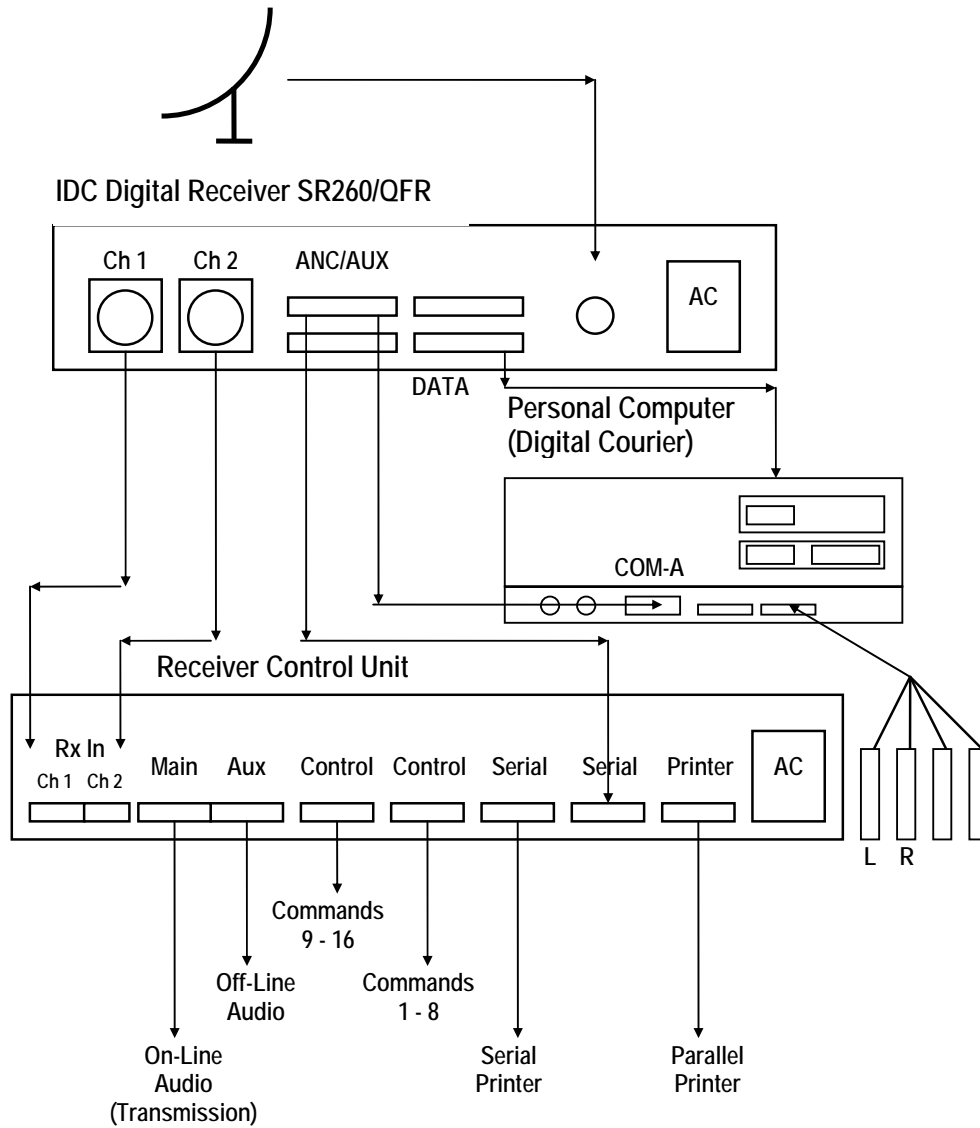 IDC Digital Receiver SR260/QFR
Ch 1 Ch 2 ANC/AUX
AC
DATA
Personal Computer
(Digital Courier)
COM-A
Receiver Control Unit
Rx In
Ch 1 Ch 2
Main Aux Control Control Serial Serial Printer AC
L R
Commands
9 - 16
Off-Line
Audio
Commands
1 - 8
On-Line
Audio
(Transmission)
Serial
Printer
Parallel
Printer